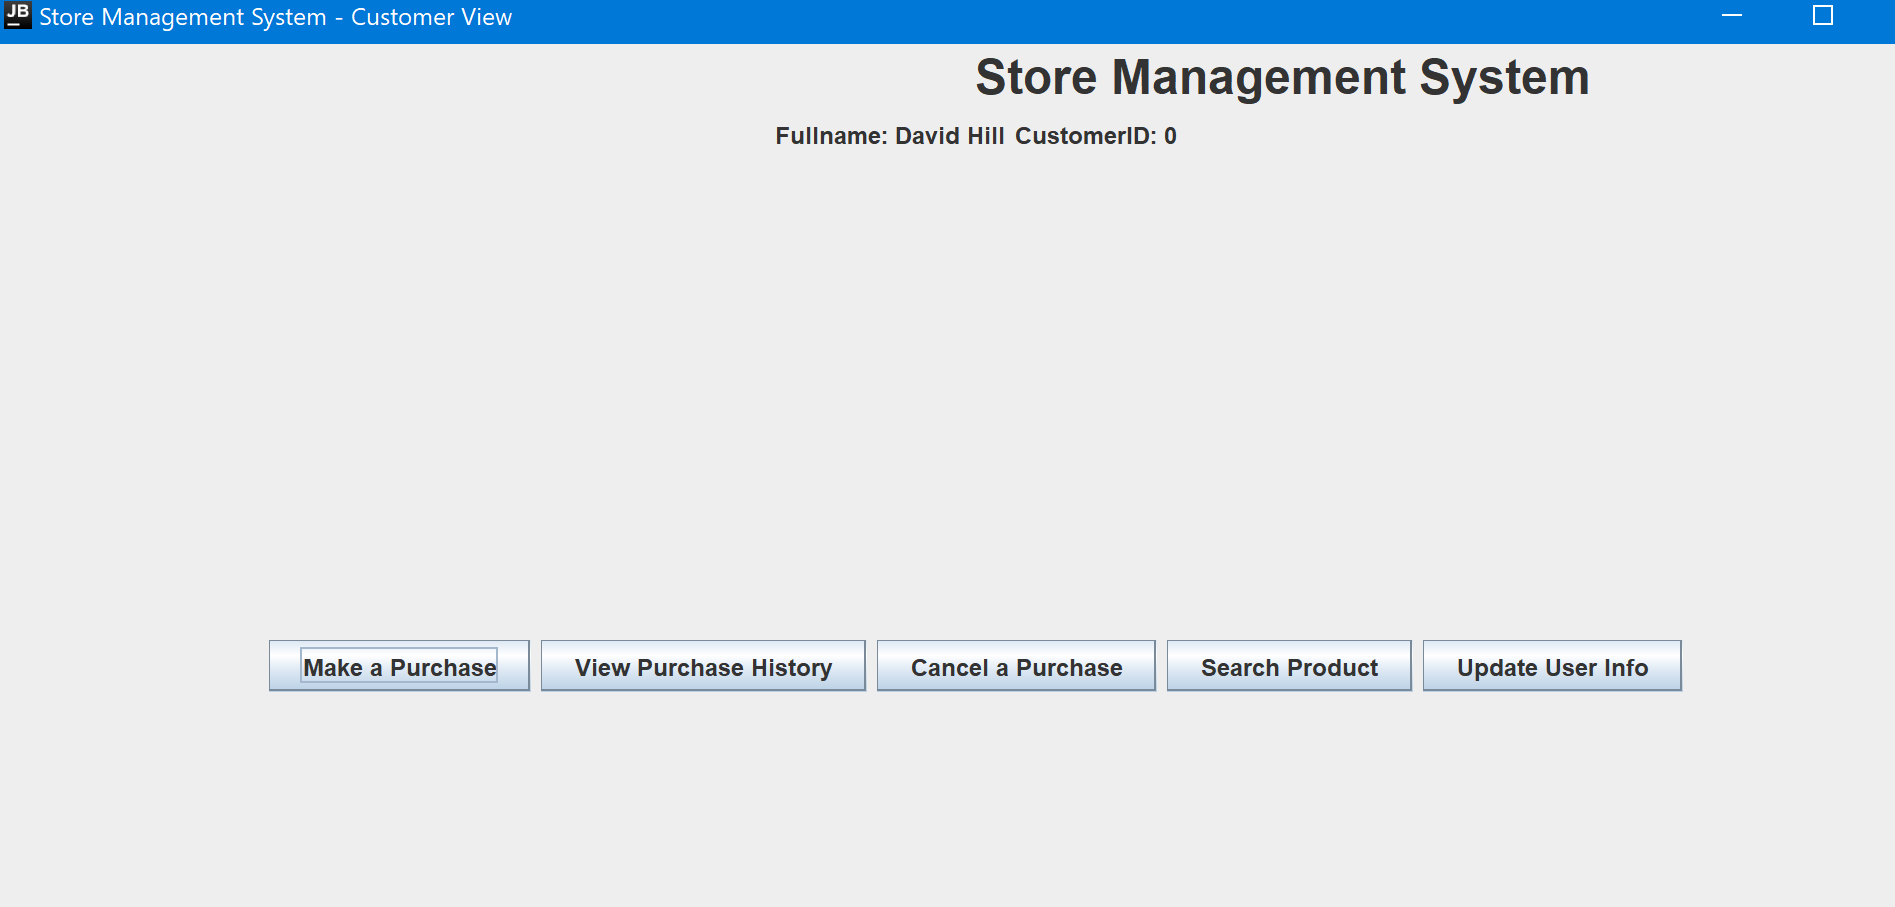 JB Store Management System - Customer View
Store Management System
Fullname: David Hill CustomerID: 0
Make a Purchase View Purchase History Cancel a Purchase Search Product Update User Info